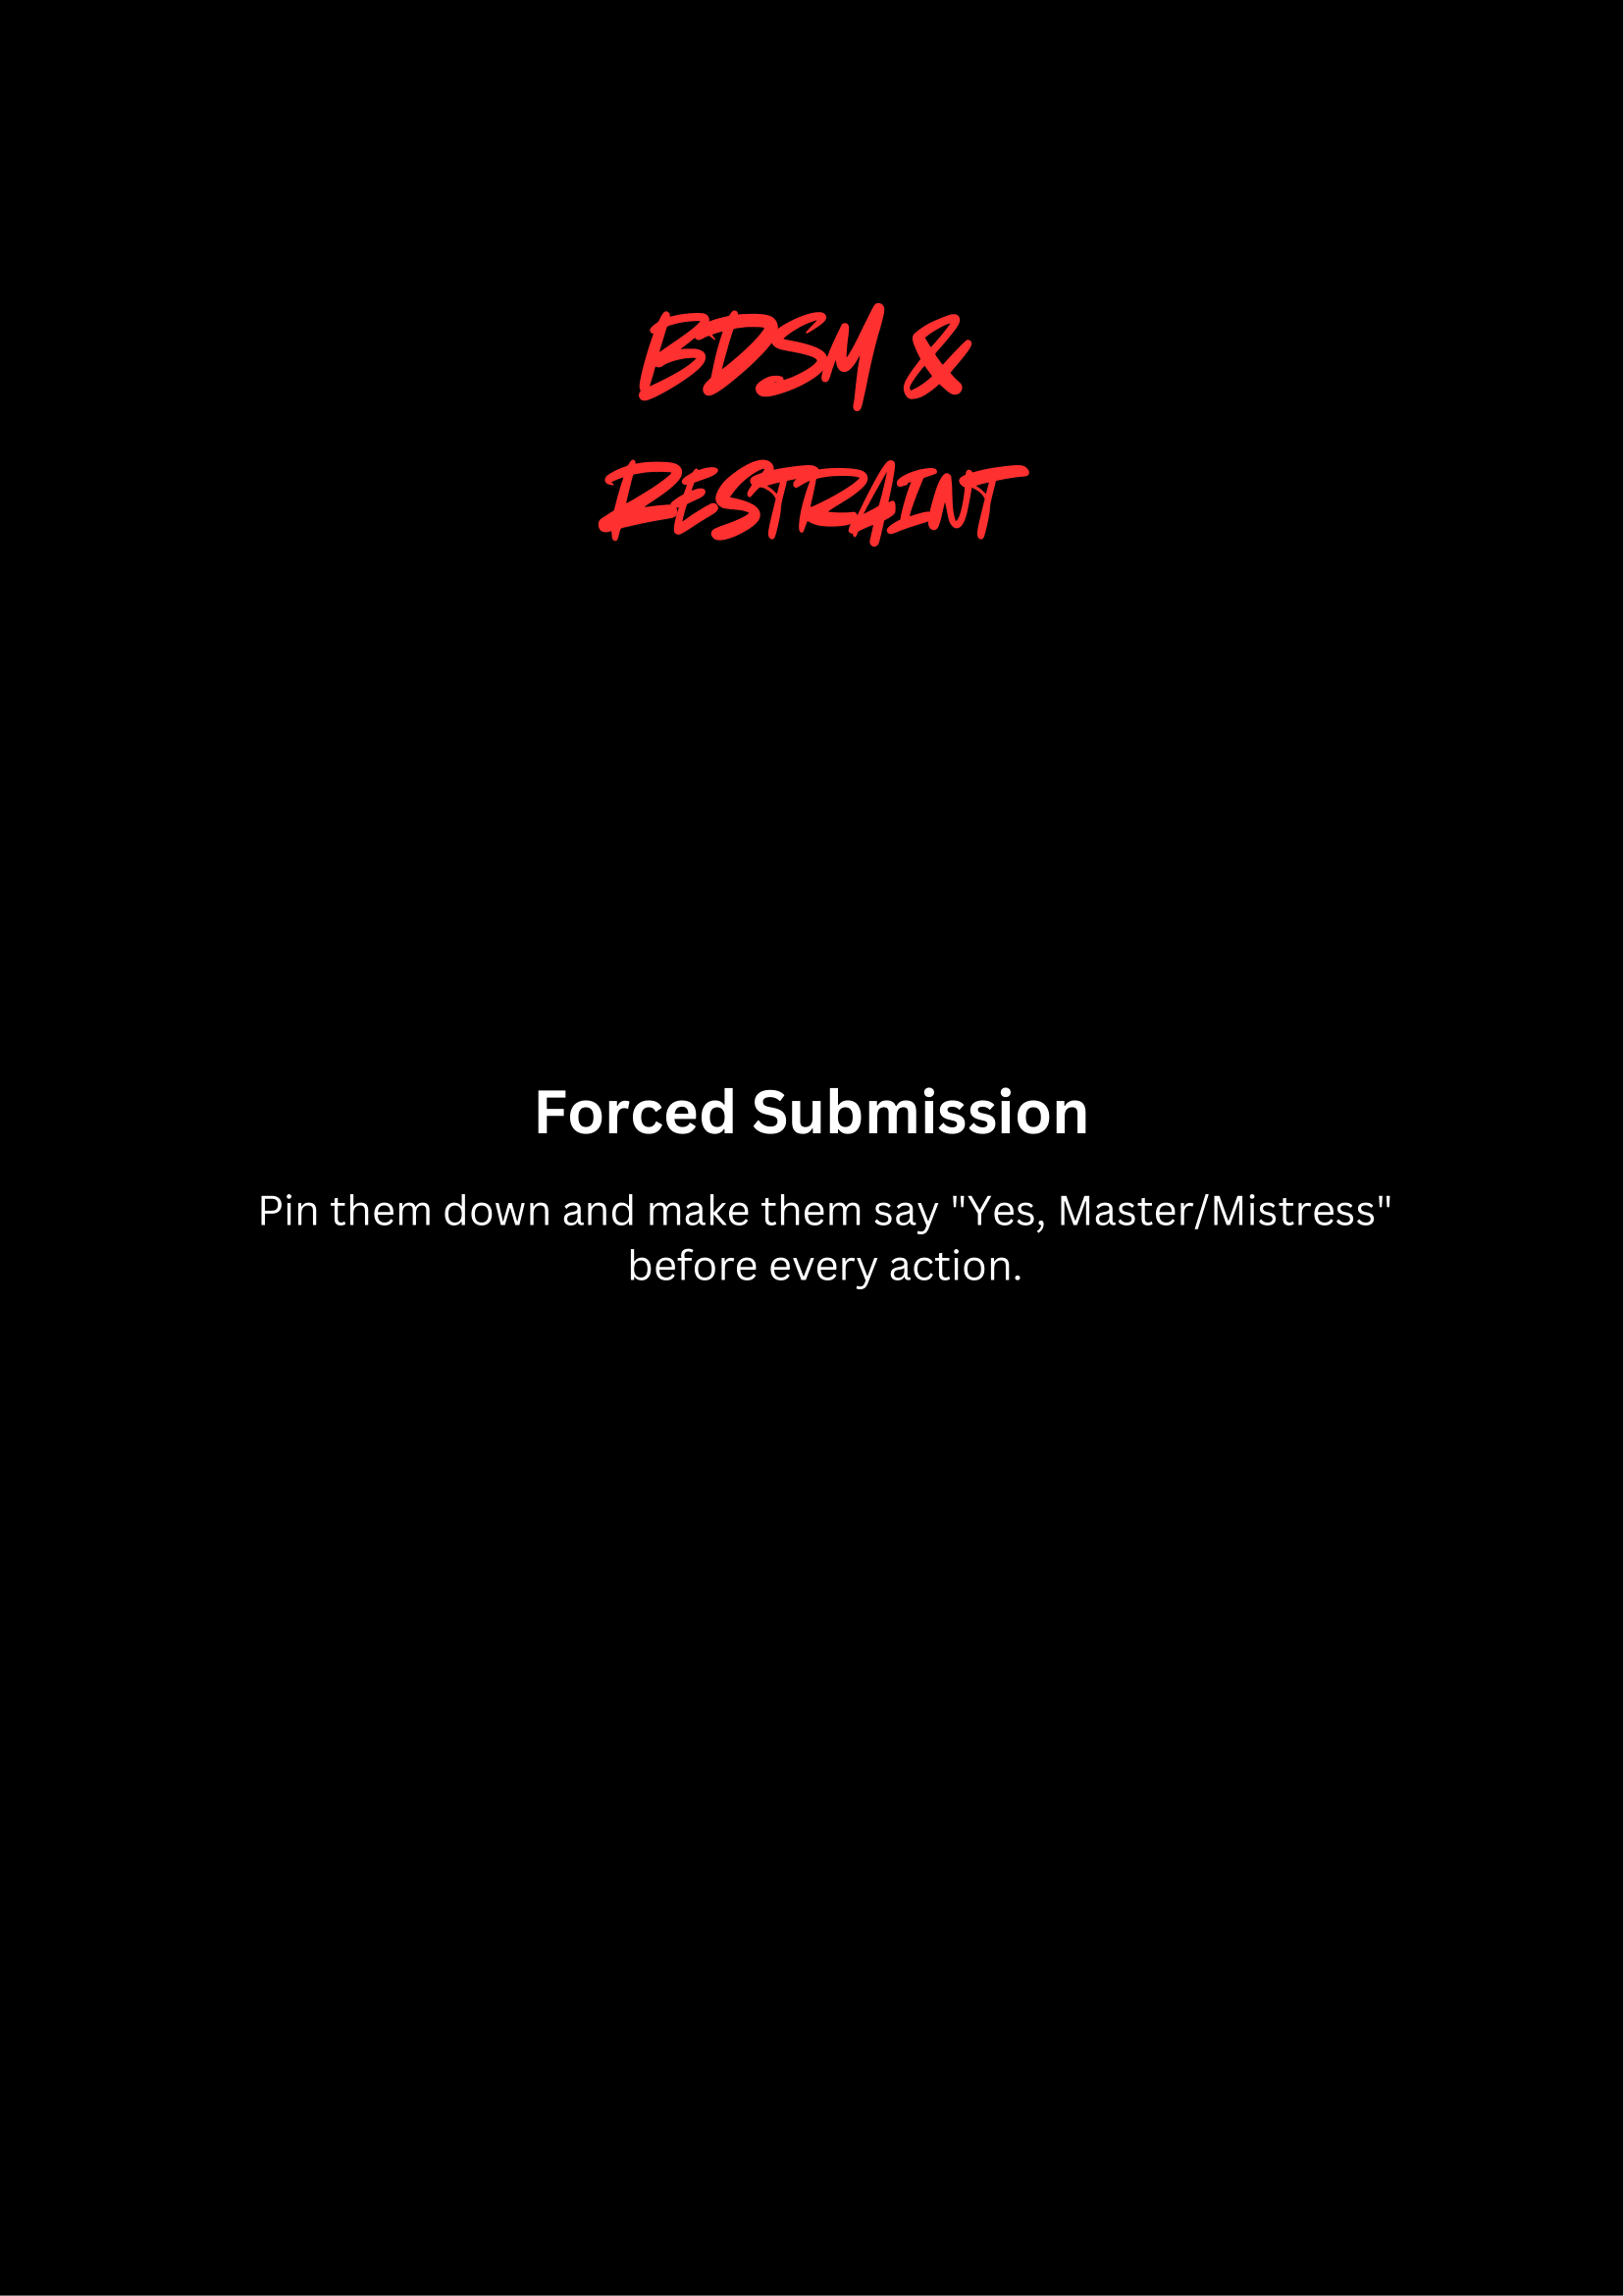 BDSM &
RESTRAINT
Forced Submission
Pin them down and make them say "Yes, Master/Mistress"
before every action.